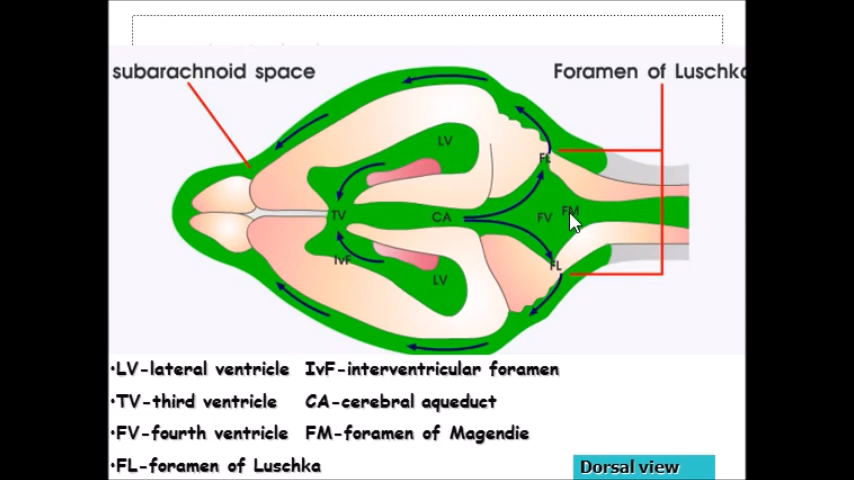 subarachnoid space
Foramen of Luschka
LV
FL
TV
CA
FV
FM
IvF
FL
LV
•LV-lateral ventricle IvF-interventricular foramen
•TV-third ventricle CA-cerebral aqueduct
•FV-fourth ventricle FM-foramen of Magendie
•FL-foramen of Luschka
Dorsal view